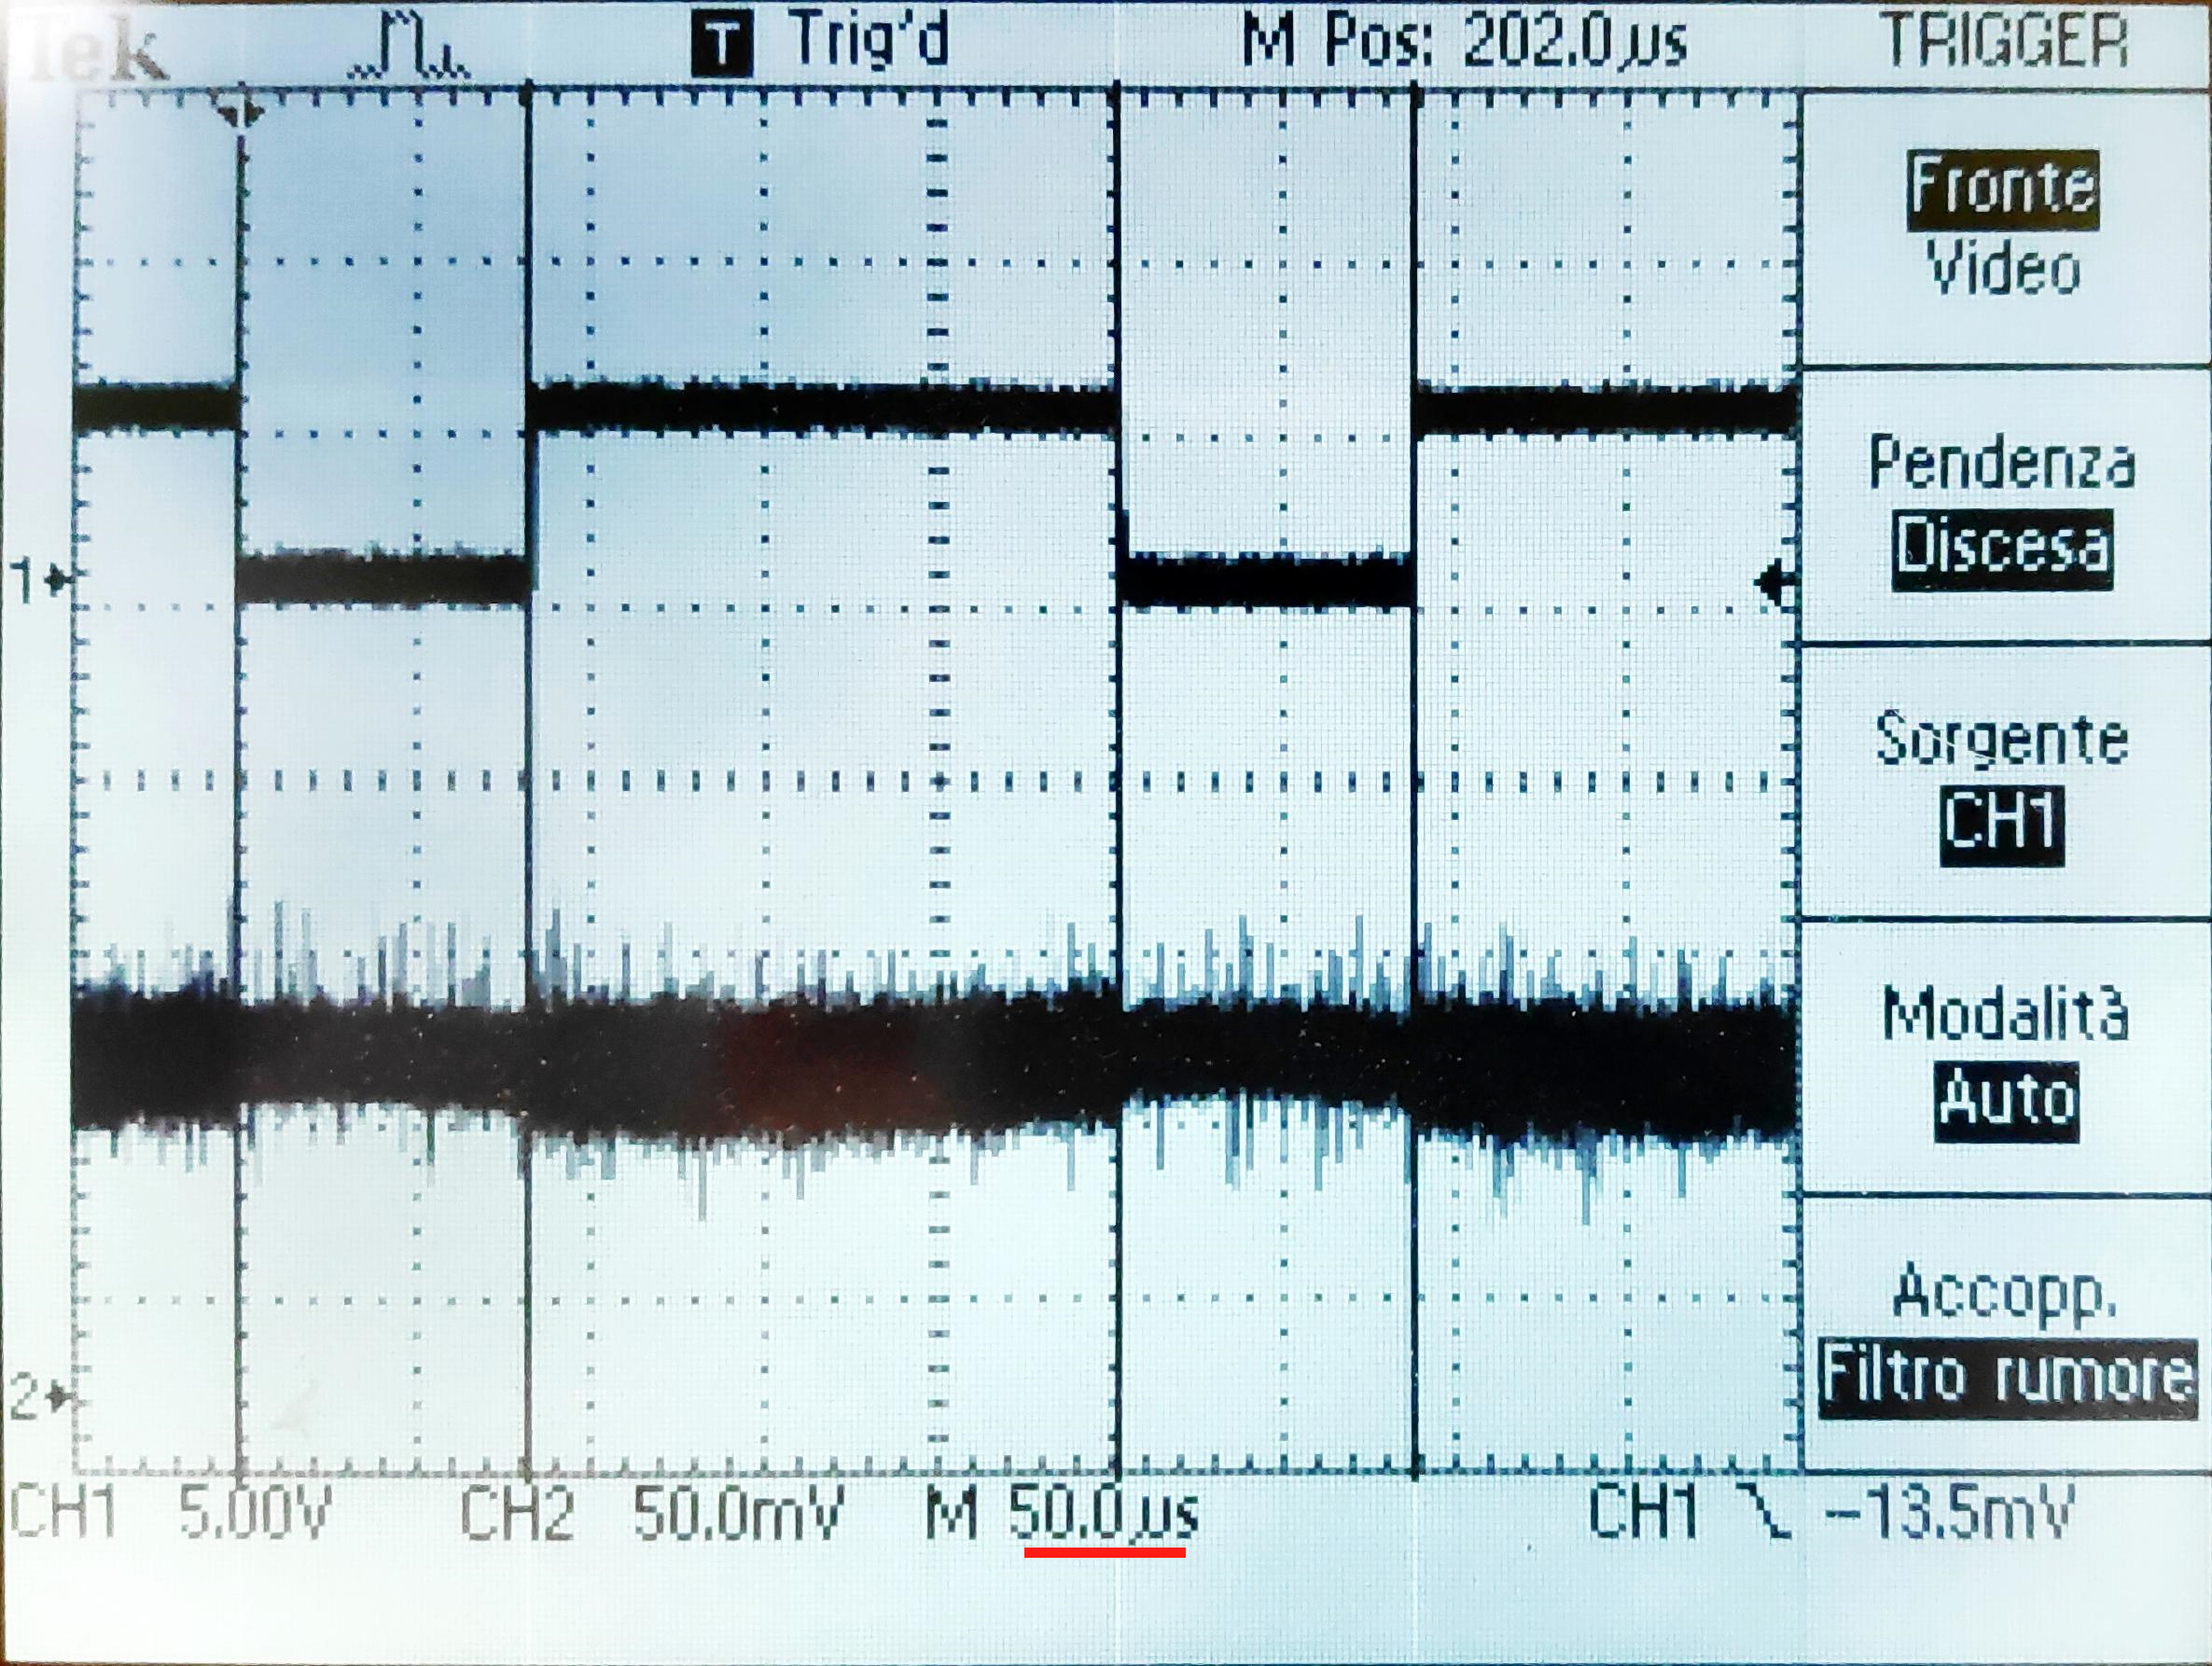 Tek T Trig'd M Pos: 202.0µs TRIGGER
Fronte
Video
Pendenza
Discesa
1
Sorgente
CH1
Modalità
Auto
Accopp.
Filtro rumore
2
CH1 5.00V CH2 50.0mV M 50.0µs CH1 -13.5mV